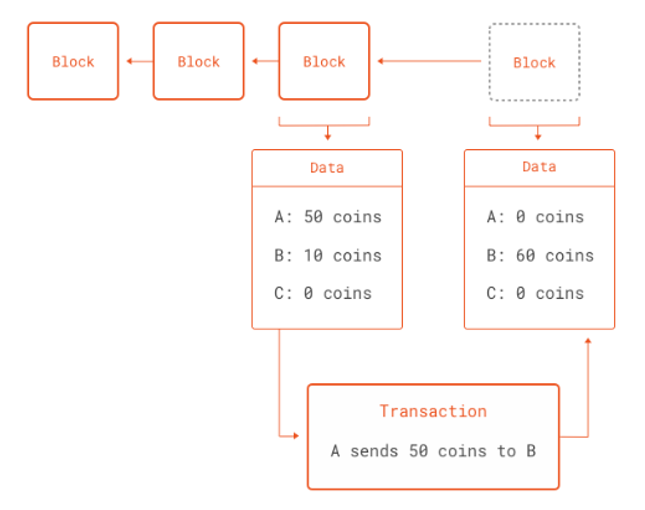 Block
Block
Block
Block
Data
A: 50 coins
B: 10 coins
C: 0 coins
Data
A: 0 coins
B: 60 coins
C: 0 coins
Transaction
A sends 50 coins to B